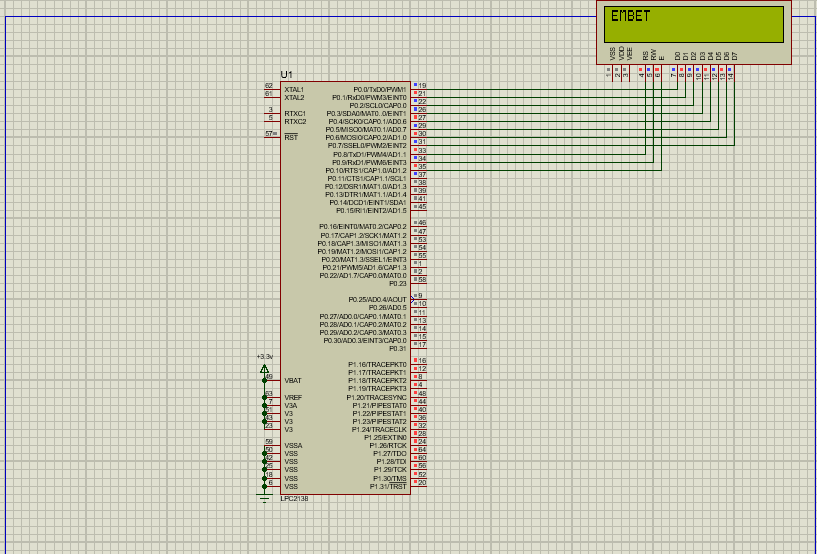 EMBET
VSS VDD VEE RS RW E D0 D1 D2 D3 D4 D5 D6 D7
1 2 3 4 5 6 7 8 9 10 11 12 13 14
U1
62 XTAL1 P0.0/TxD0/PWM1 19
61 XTAL2 P0.1/RxD0/PWM3/EINT0 21
P0.2/SCL0/CAP0.0 22
3 RTXC1 P0.3/SDA0/MAT0.0/EINT1 26
5 RTXC2 P0.4/SCK0/CAP0.1/AD0.6 27
P0.5/MISO0/MAT0.1/AD0.7 29
57 RST P0.6/MOSI0/CAP0.2/AD1.0 30
P0.7/SSEL0/PWM2/EINT2 31
P0.8/TxD1/PWM4/AD1.1 33
P0.9/RxD1/PWM6/EINT3 34
P0.10/RTS1/CAP1.0/AD1.2 35
P0.11/CTS1/CAP1.1/SCL1 37
P0.12/DSR1/MAT1.0/AD1.3 38
P0.13/DTR1/MAT1.1/AD1.4 39
P0.14/DCD1/EINT1/SDA1 41
P0.15/RI1/EINT2/AD1.5 45
P0.16/EINT0/MAT0.2/CAP0.2 46
P0.17/CAP1.2/SCK1/MAT1.2 47
P0.18/CAP1.3/MISO1/MAT1.3 53
P0.19/MAT1.2/MOSI1/CAP1.2 54
P0.20/MAT1.3/SSEL1/EINT3 55
P0.21/PWM5/AD1.6/CAP1.3 1
P0.22/AD1.7/CAP0.0/MAT0.0 2
P0.23 58
P0.25/AD0.4/AOUT 9
P0.26/AD0.5 10
P0.27/AD0.0/CAP0.1/MAT0.1 11
P0.28/AD0.1/CAP0.2/MAT0.2 13
P0.29/AD0.2/CAP0.3/MAT0.3 14
P0.30/AD0.3/EINT3/CAP0.0 15
P0.31 17
+3.3v
P1.16/TRACEPKT0 16
P1.17/TRACEPKT1 12
49 VBAT P1.18/TRACEPKT2 8
P1.19/TRACEPKT3 4
63 VREF P1.20/TRACESYNC 48
7 V3A P1.21/PIPESTAT0 44
51 V3 P1.22/PIPESTAT1 40
43 V3 P1.23/PIPESTAT2 36
23 V3 P1.24/TRACECLK 32
P1.25/EXTIN0 28
59 VSSA P1.26/RTCK 24
50 VSS P1.27/TDO 64
42 VSS P1.28/TDI 60
25 VSS P1.29/TCK 56
18 VSS P1.30/TMS 52
6 VSS P1.31/TRST 20
LPC2138